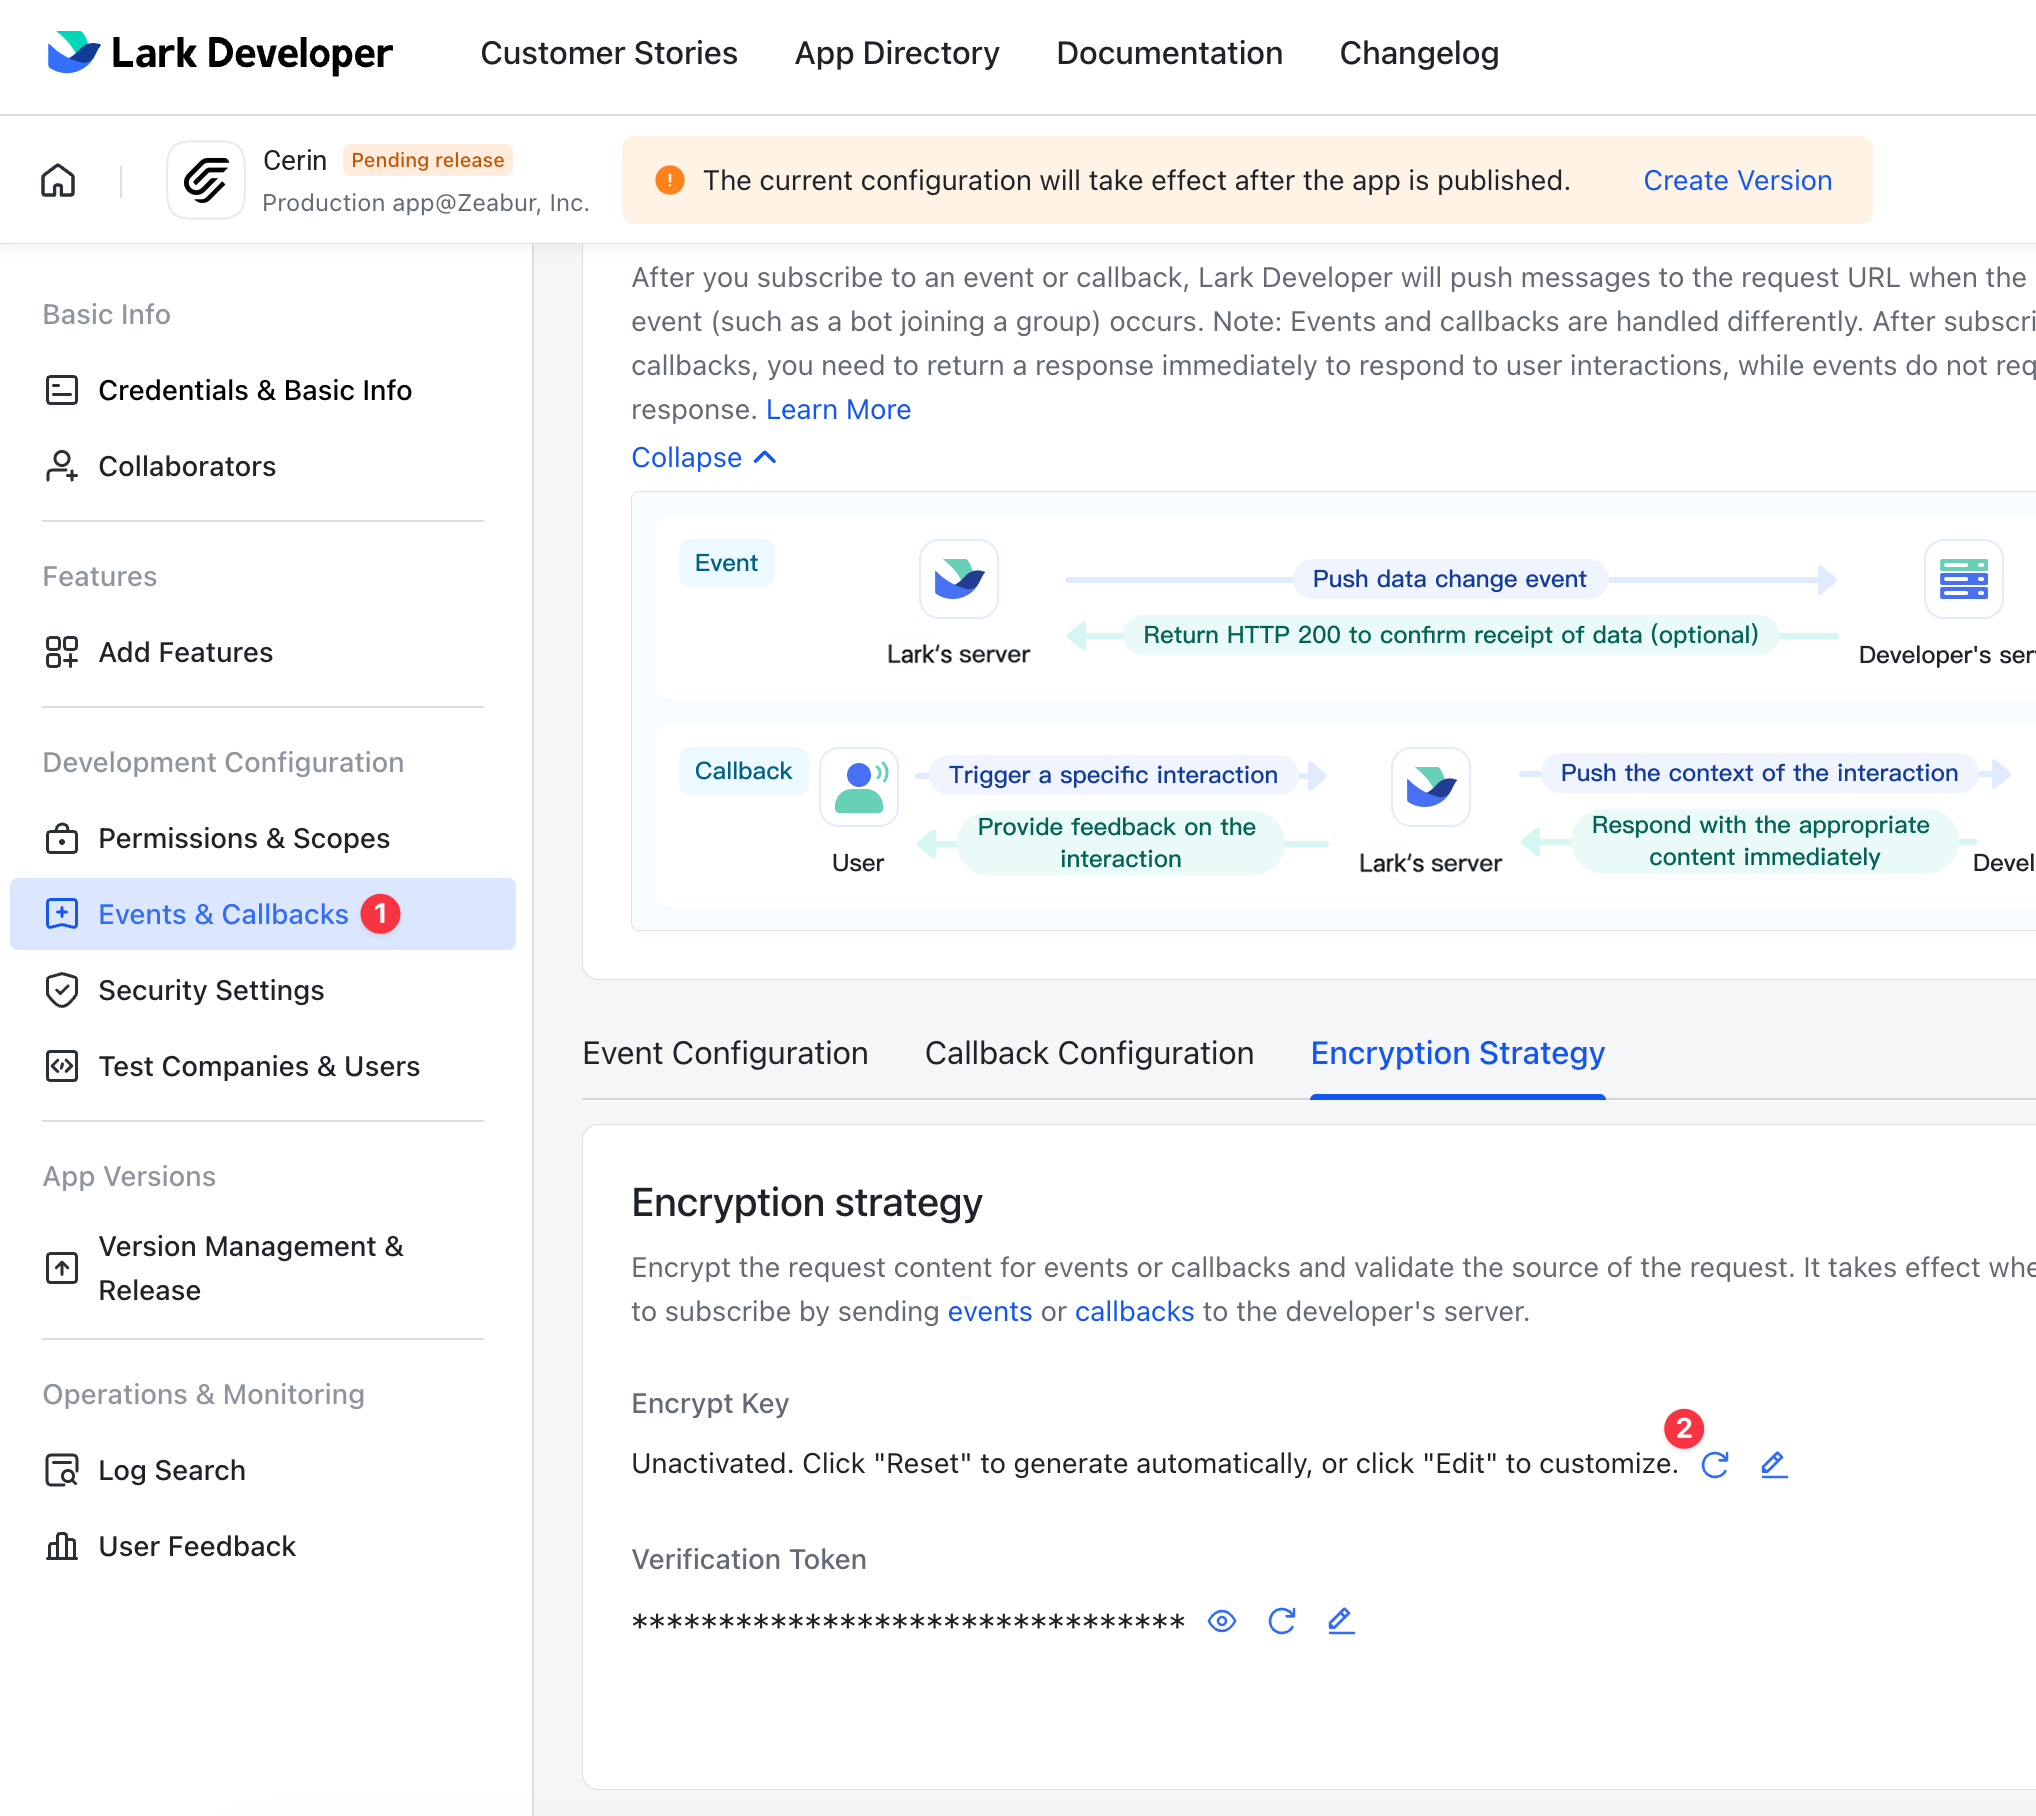 Lark Developer
Customer Stories
App Directory
Documentation
Changelog
Cerin
Pending release
Production app@Zeabur, Inc.
The current configuration will take effect after the app is published.
Create Version
Basic Info
Credentials & Basic Info
Collaborators
Features
Add Features
Development Configuration
Permissions & Scopes
Events & Callbacks
1
Security Settings
Test Companies & Users
App Versions
Version Management &
Release
Operations & Monitoring
Log Search
User Feedback
After you subscribe to an event or callback, Lark Developer will push messages to the request URL when the
event (such as a bot joining a group) occurs. Note: Events and callbacks are handled differently. After subscri
callbacks, you need to return a response immediately to respond to user interactions, while events do not req
response. Learn More
Collapse
Event
Push data change event
Return HTTP 200 to confirm receipt of data (optional)
Lark's server
Developer's ser
Callback
Trigger a specific interaction
Push the context of the interaction
Provide feedback on the
interaction
Respond with the appropriate
content immediately
User
Lark's server
Devel
Event Configuration
Callback Configuration
Encryption Strategy
Encryption strategy
Encrypt the request content for events or callbacks and validate the source of the request. It takes effect whe
to subscribe by sending events or callbacks to the developer's server.
Encrypt Key
2
Unactivated. Click "Reset" to generate automatically, or click "Edit" to customize.
Verification Token
********************************